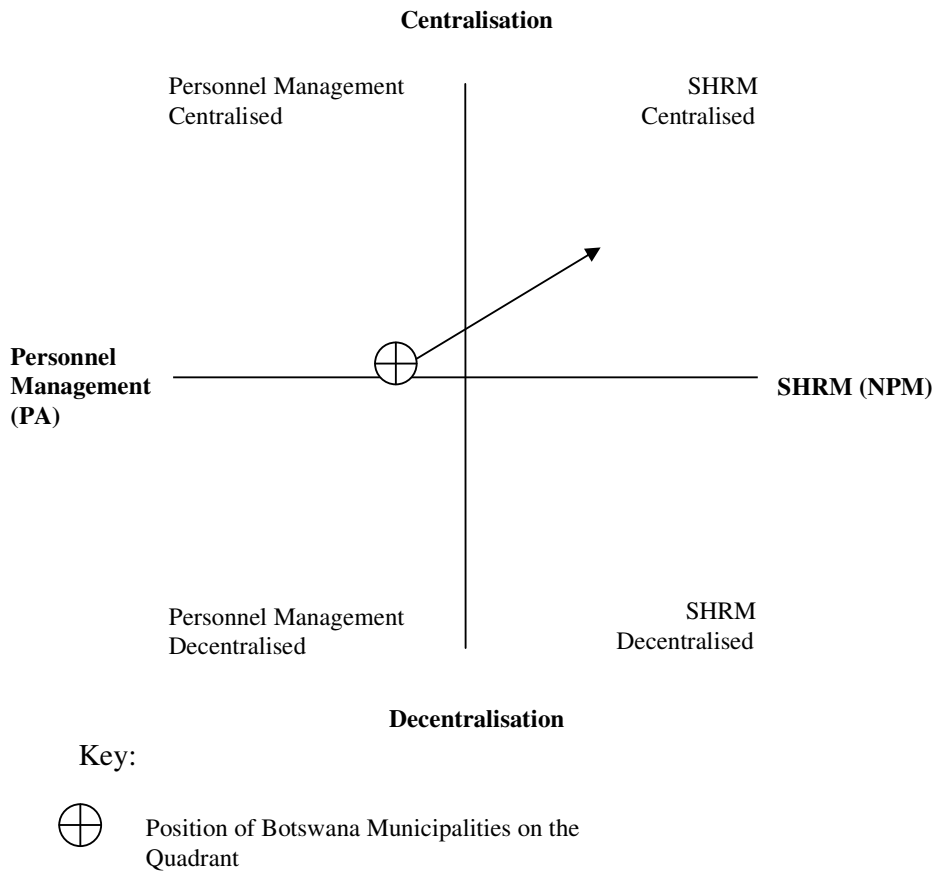 Centralisation
Personnel Management
Centralised
SHRM
Centralised
Personnel
Management
(PA)
SHRM (NPM)
Personnel Management
Decentralised
SHRM
Decentralised
Decentralisation
Key:
Position of Botswana Municipalities on the
Quadrant